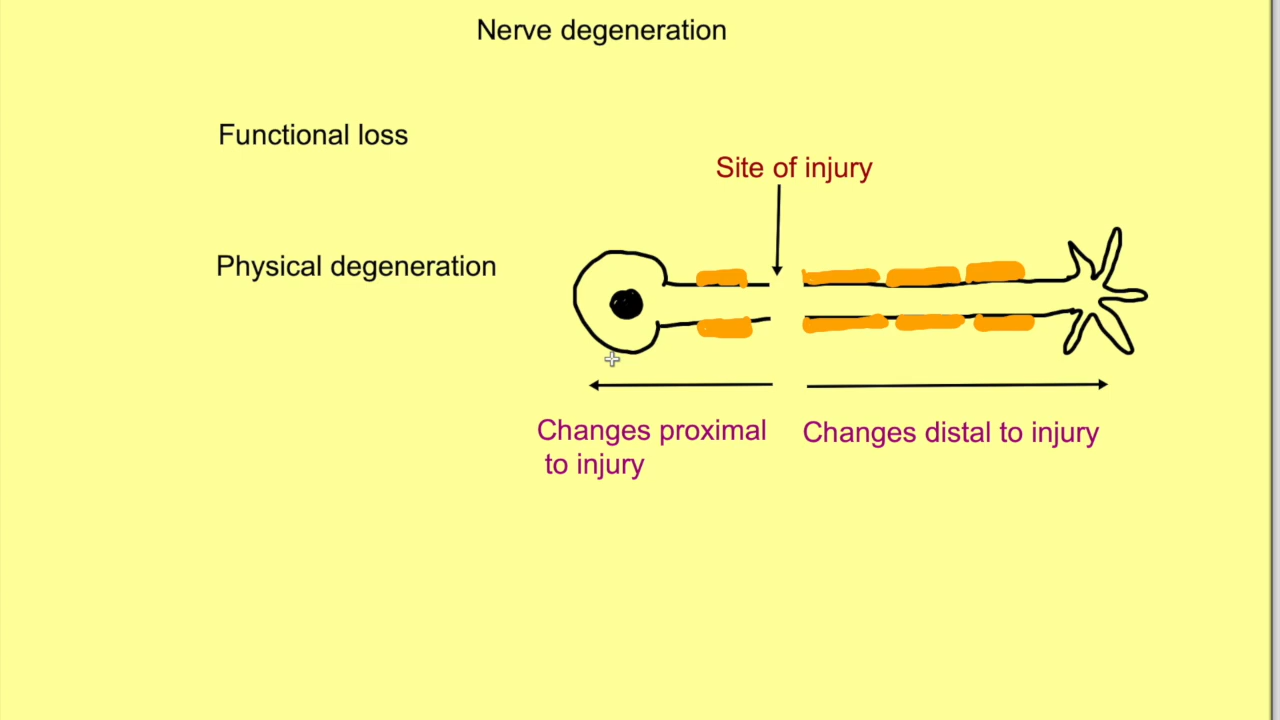 Nerve degeneration
Functional loss
Site of injury
Physical degeneration
Changes proximal
to injury
Changes distal to injury